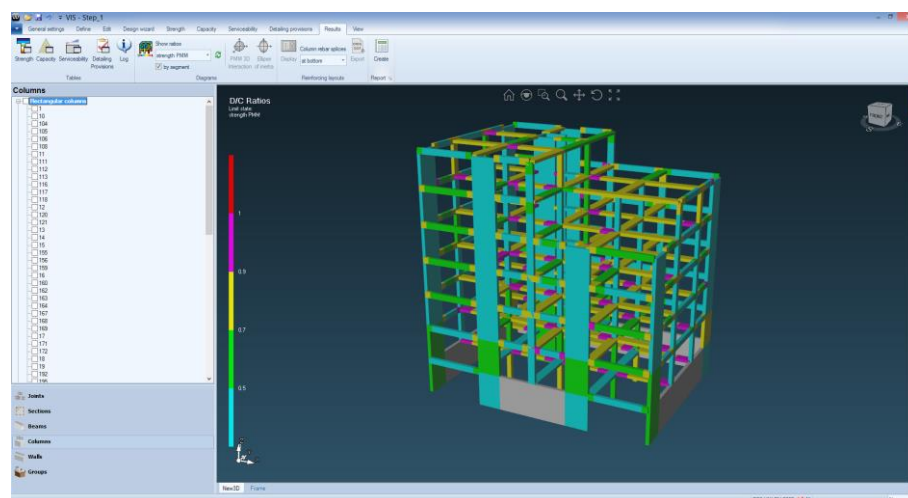 VIS - Step_1
General settings Define Edit Design wizard Strength Capacity Serviceability Detailing provisions Results View
Strength Capacity Serviceability Detailing Provisions Log
Show ratios
strength PMM
by segment
PMM 3D interaction
Ellipse of inertia
Display
Column rebar splices
at bottom
Export
Create
Tables Diagrams Reinforcing layouts Report
Columns
Rectangular columns
1
10
104
105
106
108
11
111
112
113
116
117
118
12
120
121
13
14
15
155
156
159
16
160
162
163
164
167
168
169
17
171
172
18
19
192
195
Joints
Sections
Beams
Columns
Walls
Groups
D/C Ratios
Limit state
strength PMM
1
0.9
0.7
0.5
FRONT
New3D Frame